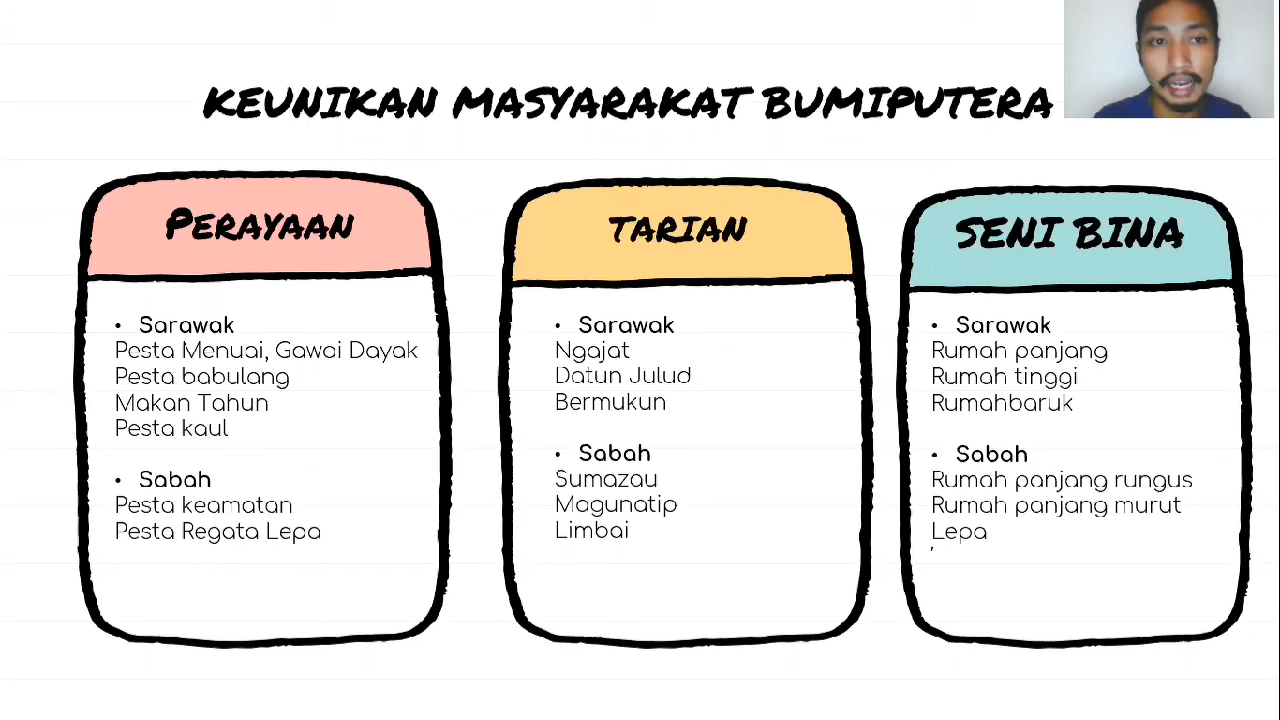 KEUNIKAN MASYARAKAT BUMIPUTERA
PERAYAAN
• Sarawak
Pesta Menuai, Gawai Dayak
Pesta babulang
Makan Tahun
Pesta kaul
• Sabah
Pesta keamatan
Pesta Regata Lepa
TARIAN
• Sarawak
Ngajat
Datun Julud
Bermukun
• Sabah
Sumazau
Magunatip
Limbai
SENI BINA
• Sarawak
Rumah panjang
Rumah tinggi
Rumahbaruk
• Sabah
Rumah panjang rungus
Rumah panjang murut
Lepa
,